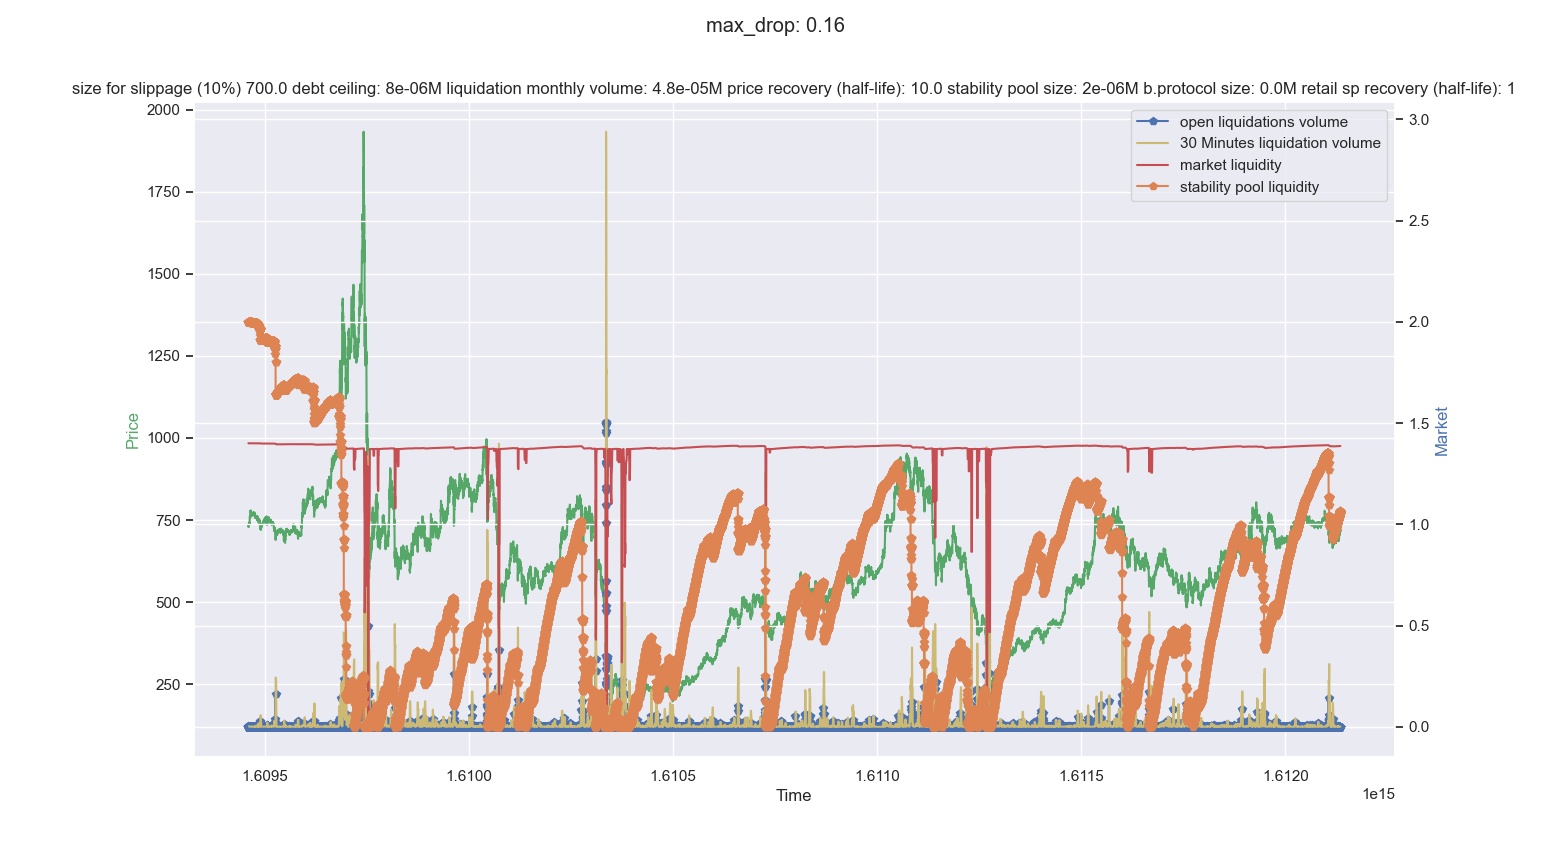 max_drop: 0.16
size for slippage (10%) 700.0 debt ceiling: 8e-06M liquidation monthly volume: 4.8e-05M price recovery (half-life): 10.0 stability pool size: 2e-06M b.protocol size: 0.0M retail sp recovery (half-life): 1
open liquidations volume
30 Minutes liquidation volume
market liquidity
stability pool liquidity
Price
2000
1750
1500
1250
1000
750
500
250
Market
3.0
2.5
2.0
1.5
1.0
0.5
0.0
1.6095 1.6100 1.6105 1.6110 1.6115 1.6120
1e15
Time